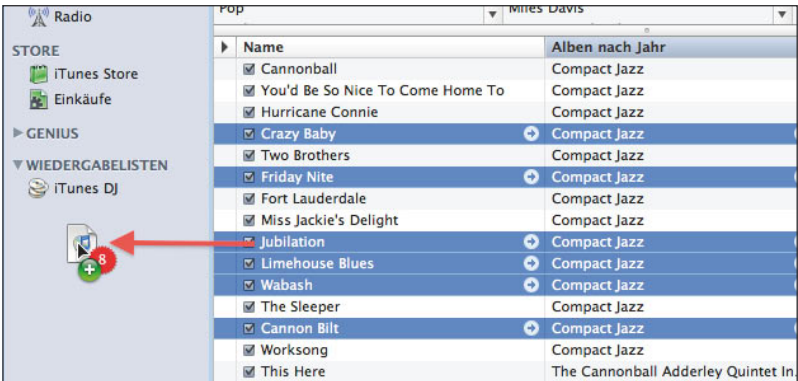 Pop
Miles Davis
Radio
STORE
iTunes Store
Einkäufe
GENIUS
WIEDERGABELISTEN
iTunes DJ
8
Name Alben nach Jahr
Cannonball Compact Jazz
You'd Be So Nice To Come Home To Compact Jazz
Hurricane Connie Compact Jazz
Crazy Baby Compact Jazz
Two Brothers Compact Jazz
Friday Nite Compact Jazz
Fort Lauderdale Compact Jazz
Miss Jackie's Delight Compact Jazz
Jubilation Compact Jazz
Limehouse Blues Compact Jazz
Wabash Compact Jazz
The Sleeper Compact Jazz
Cannon Bilt Compact Jazz
Worksong Compact Jazz
This Here The Cannonball Adderley Quintet In